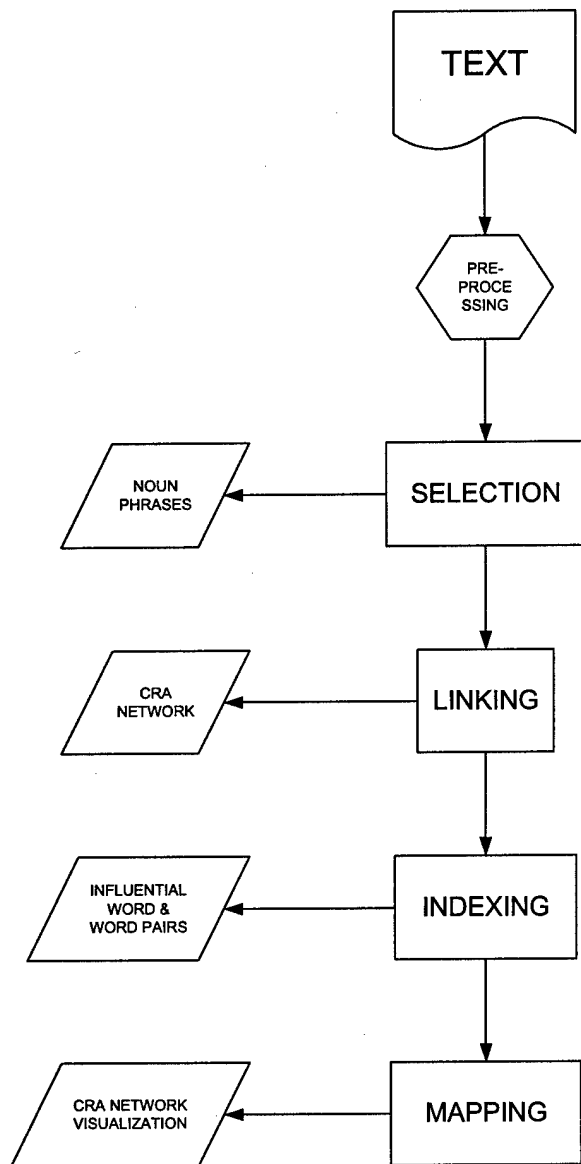 TEXT
PRE-
PROCE
SSING
NOUN
PHRASES
SELECTION
CRA
NETWORK
LINKING
INFLUENTIAL
WORD &
WORD PAIRS
INDEXING
CRA NETWORK
VISUALIZATION
MAPPING